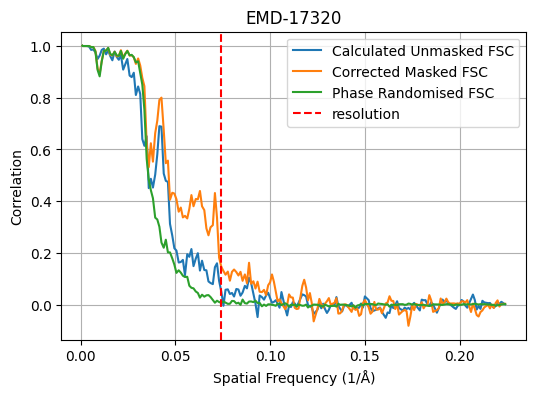 EMD-17320
Calculated Unmasked FSC
Corrected Masked FSC
Phase Randomised FSC
resolution
Correlation
1.0
0.8
0.6
0.4
0.2
0.0
0.00 0.05 0.10 0.15 0.20
Spatial Frequency (1/Å)